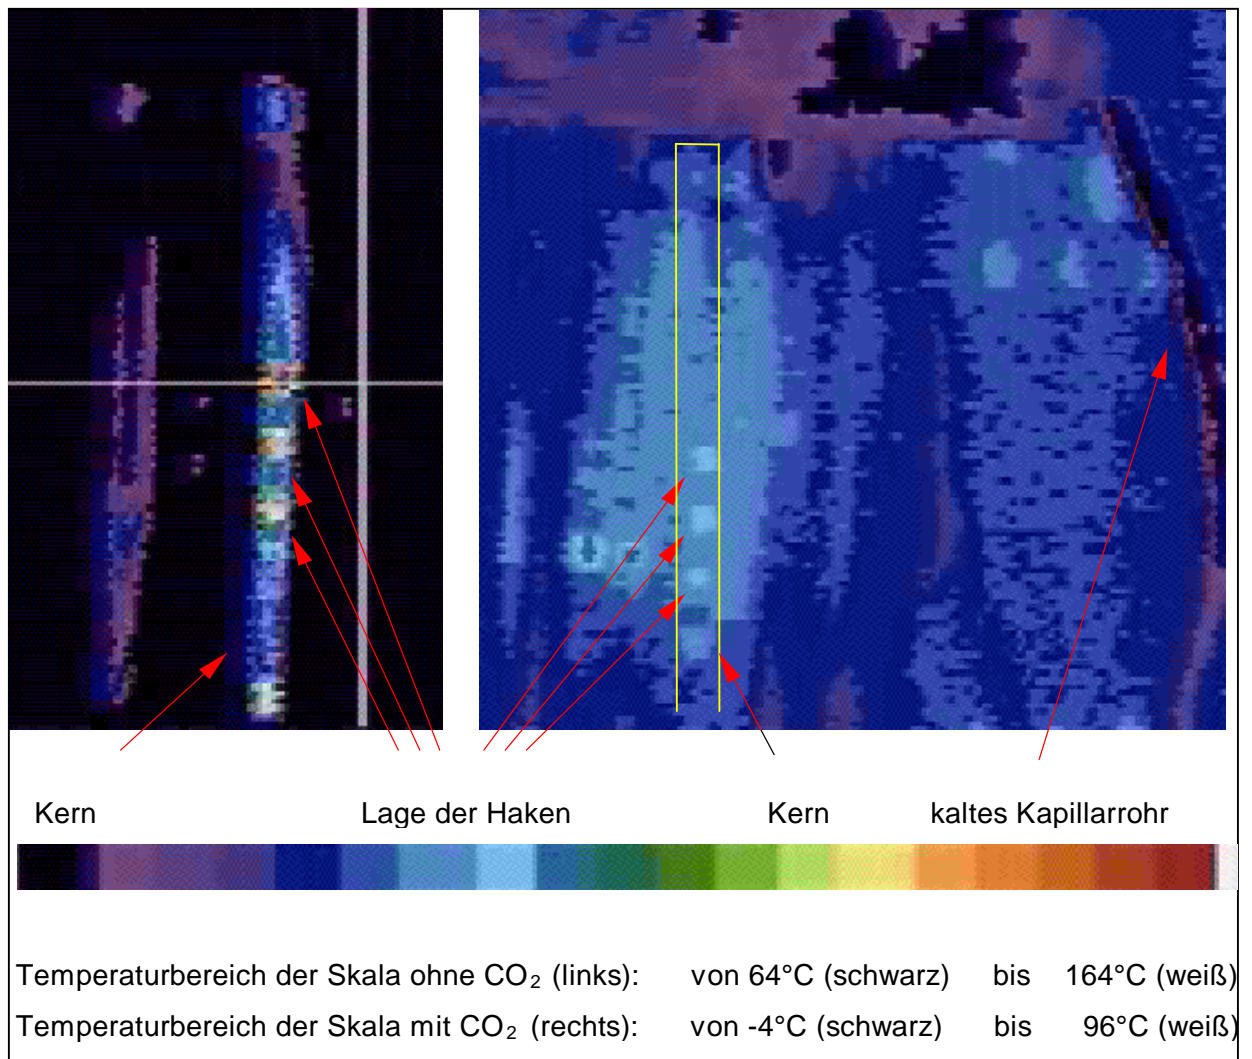 Kern Lage der Haken Kern kaltes Kapillarrohr
Temperaturbereich der Skala ohne CO₂ (links): von 64°C (schwarz) bis 164°C (weiß)
Temperaturbereich der Skala mit CO₂ (rechts): von -4°C (schwarz) bis 96°C (weiß)